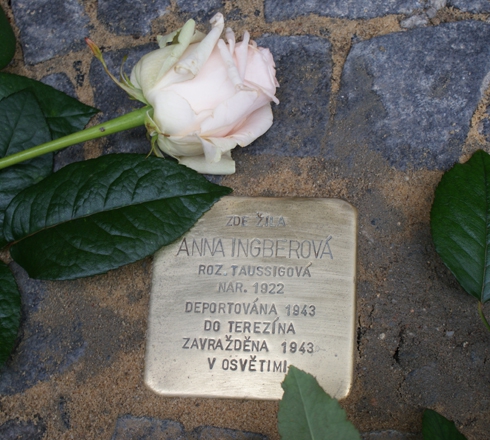 ZDE ŽILA
ANNA INGBEROVÁ
ROZ. TAUSSIGOVÁ
NAR. 1922
DEPORTOVÁNA 1943
DO TEREZÍNA
ZAVRAŽDĚNA 1943
V OSVĚTIMI